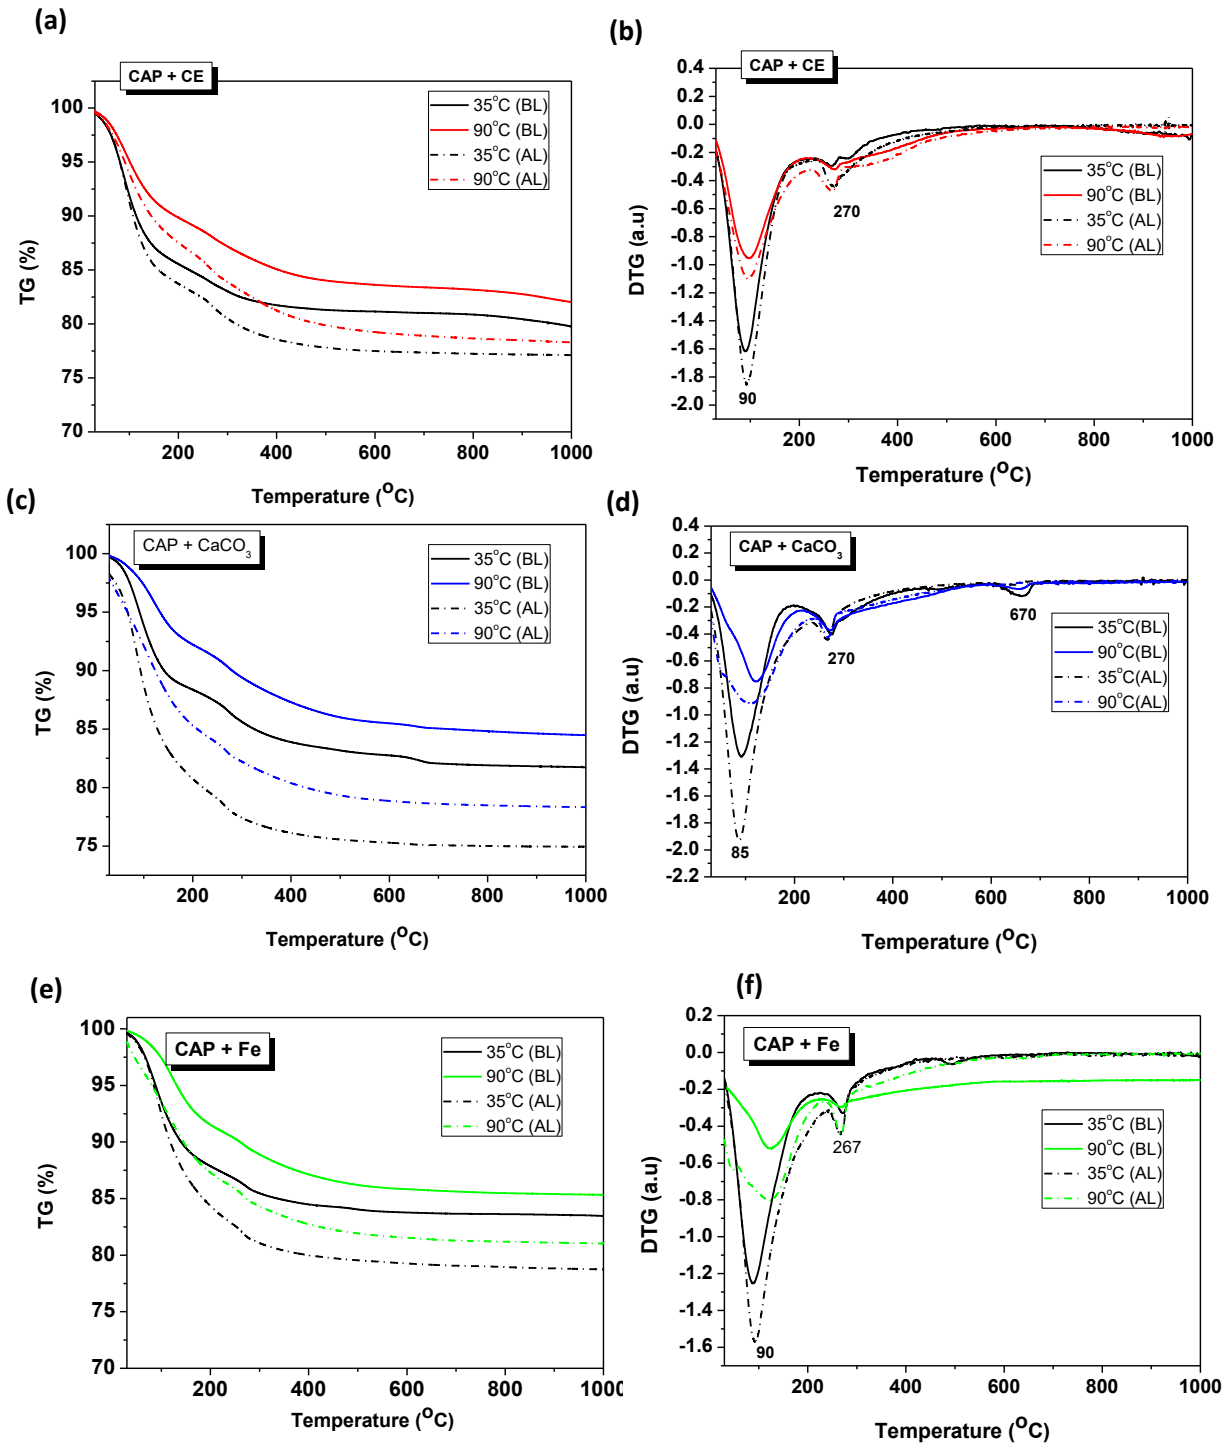 (a)
CAP + CE
35°C (BL)
90°C (BL)
35°C (AL)
90°C (AL)
100
95
90
85
80
75
70
TG (%)
200 400 600 800 1000
Temperature (°C)
(b)
CAP + CE
0.4
0.2
0.0
-0.2
-0.4
-0.6
-0.8
-1.0
-1.2
-1.4
-1.6
-1.8
-2.0
DTG (a.u)
35°C (BL)
90°C (BL)
35°C (AL)
90°C (AL)
270
90
200 400 600 800 1000
Temperature (°C)
(c)
CAP + CaCO₃
35°C (BL)
90°C (BL)
35°C (AL)
90°C (AL)
100
95
90
85
80
75
TG (%)
200 400 600 800 1000
Temperature (°C)
(d)
CAP + CaCO₃
0.4
0.2
0.0
-0.2
-0.4
-0.6
-0.8
-1.0
-1.2
-1.4
-1.6
-1.8
-2.0
-2.2
DTG (a.u)
670
270
35°C(BL)
90°C(BL)
35°C(AL)
90°C(AL)
85
200 400 600 800 1000
Temperature (°C)
(e)
CAP + Fe
35°C (BL)
90°C (BL)
35°C (AL)
90°C (AL)
100
95
90
85
80
75
70
TG (%)
200 400 600 800 1000
Temperature (°C)
(f)
CAP + Fe
0.2
0.0
-0.2
-0.4
-0.6
-0.8
-1.0
-1.2
-1.4
-1.6
DTG (a.u)
35°C (BL)
90°C (BL)
35°C (AL)
90°C (AL)
267
90
200 400 600 800 1000
Temperature (°C)